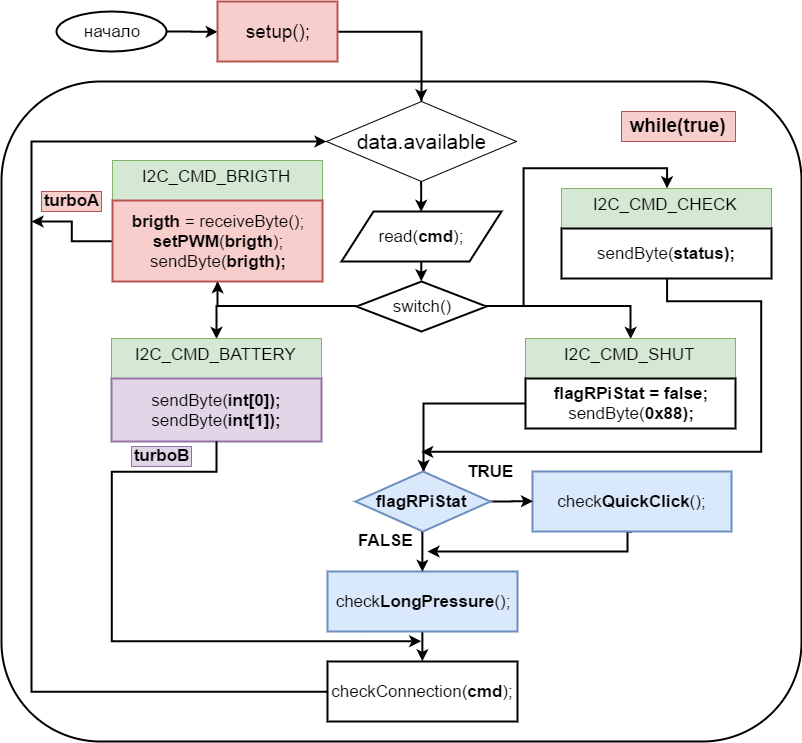 начало
setup();
while(true)
data.available
I2C_CMD_BRIGTH
turboA
brigth = receiveByte();
setPWM(brigth);
sendByte(brigth);
read(cmd);
I2C_CMD_CHECK
sendByte(status);
switch()
I2C_CMD_BATTERY
sendByte(int[0]);
sendByte(int[1]);
turboB
I2C_CMD_SHUT
flagRPiStat = false;
sendByte(0x88);
flagRPiStat
TRUE
checkQuickClick();
FALSE
checkLongPressure();
checkConnection(cmd);